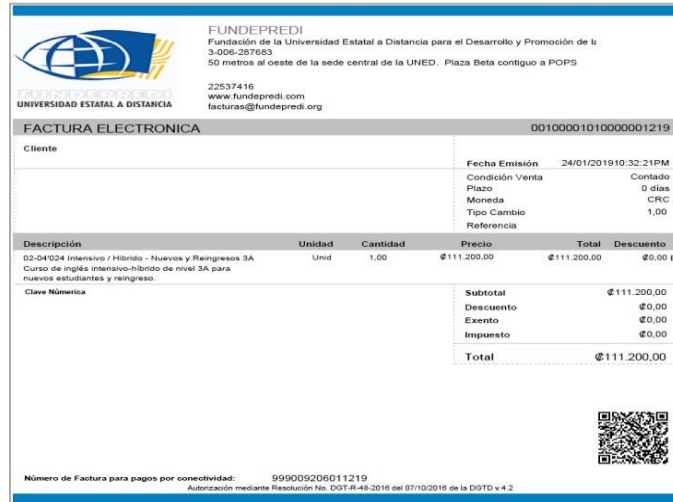 FUNDEPREDI
Fundación de la Universidad Estatal a Distancia para el Desarrollo y Promoción de la
3-006-287683
50 metros al oeste de la sede central de la UNED. Plaza Beta contiguo a POPS
22537416
www.fundepredi.com
facturas@fundepredi.org
FUNDEPREDI
UNIVERSIDAD ESTATAL A DISTANCIA
FACTURA ELECTRONICA 00100001010000001219
Cliente
Fecha Emisión 24/01/201910:32:21PM
Condición Venta Contado
Plazo 0 días
Moneda CRC
Tipo Cambio 1,00
Referencia
Descripción Unidad Cantidad Precio Total Descuento
02-04'024 Intensivo / Hibrido - Nuevos y Reingresos 3A Unid 1,00 ₡111.200,00 ₡111.200,00 ₡0,00
Curso de inglés intensivo-híbrido de nivel 3A para
nuevos estudiantes y reingreso.
Clave Númerica
Subtotal ₡111.200,00
Descuento ₡0,00
Exento ₡0,00
Impuesto ₡0,00
Total ₡111.200,00
Número de Factura para pagos por conectividad: 999009206011219
Autorización mediante Resolución No. DGT-R-48-2016 del 07/10/2016 de la DGTD v.4.2